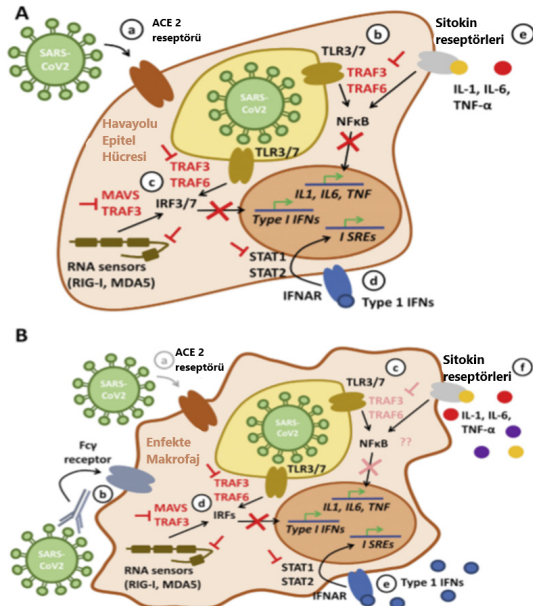 A
SARS-
CoV2
a
ACE 2
reseptörü
b
TLR3/7
TRAF3
TRAF6
Sitokin
reseptörleri
e
IL-1, IL-6,
TNF-α
SARS-
CoV2
NFκB
Havayolu
Epitel
Hücresi
TLR3/7
TRAF3
TRAF6
c
MAVS
TRAF3
IRF3/7
IL1, IL6, TNF
Type I IFNs
I SREs
RNA sensors
(RIG-I, MDA5)
STAT1
STAT2
d
IFNAR
Type 1 IFNs
B
SARS-
CoV2
a
ACE 2
reseptörü
c
TLR3/7
TRAF3
TRAF6
Sitokin
reseptörleri
f
IL-1, IL-6,
TNF-α
SARS-
CoV2
NFκB
??
Fcy
receptor
b
Enfekte
Makrofaj
TLR3/7
TRAF3
TRAF6
d
MAVS
TRAF3
IRFs
IL1, IL6, TNF
Type I IFNs
I SREs
SARS-
CoV2
RNA sensors
(RIG-I, MDA5)
STAT1
STAT2
e
IFNAR
Type 1 IFNs